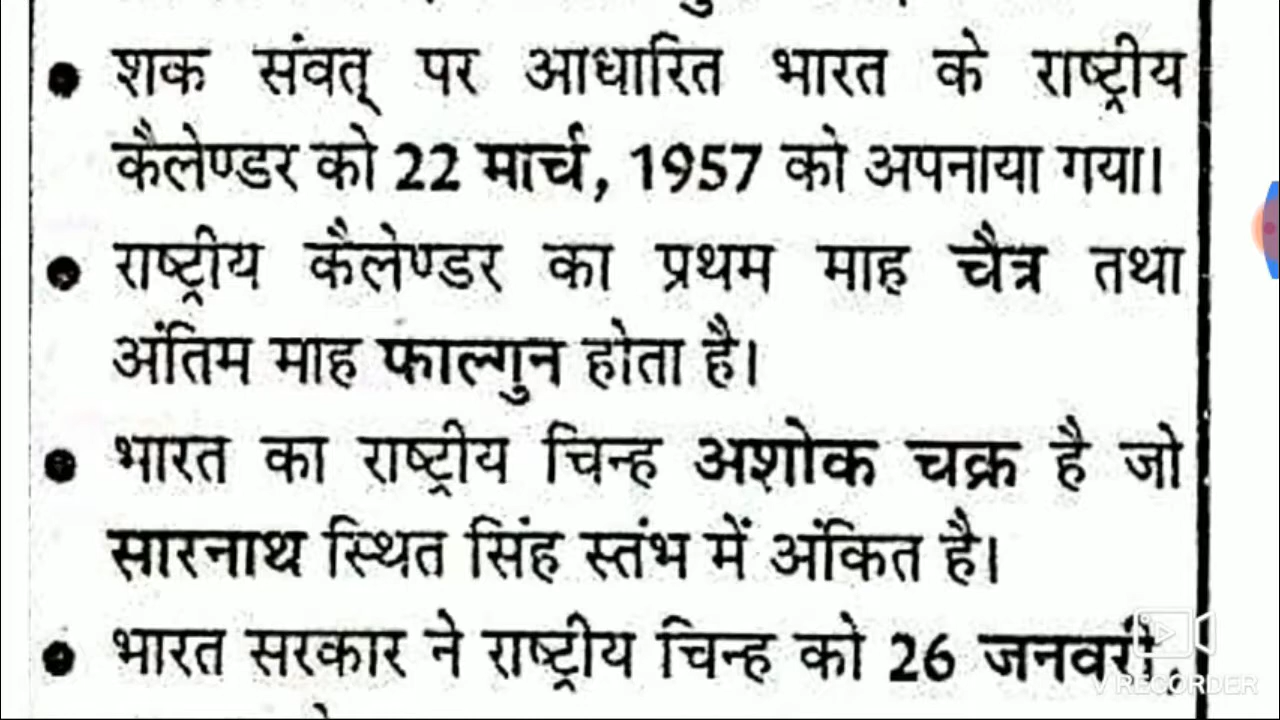 ● शक संवत् पर आधारित भारत के राष्ट्रीय
कैलेण्डर को 22 मार्च, 1957 को अपनाया गया।
● राष्ट्रीय कैलेण्डर का प्रथम माह चैत्र तथा
अंतिम माह फाल्गुन होता है।
● भारत का राष्ट्रीय चिन्ह अशोक चक्र है जो
सारनाथ स्थित सिंह स्तंभ में अंकित है।
● भारत सरकार ने राष्ट्रीय चिन्ह को 26 जनवरी,
V RECORDER